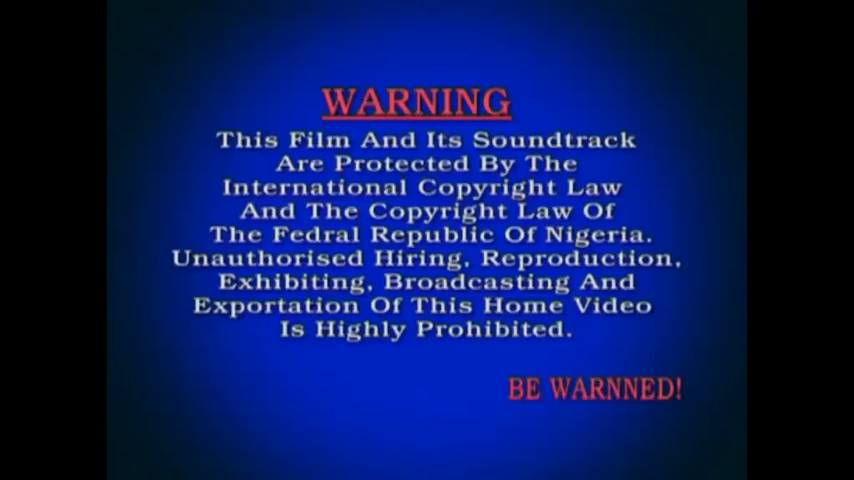 WARNING
This Film And Its Soundtrack
Are Protected By The
International Copyright Law
And The Copyright Law Of
The Fedral Republic Of Nigeria.
Unauthorised Hiring, Reproduction,
Exhibiting, Broadcasting And
Exportation Of This Home Video
Is Highly Prohibited.
BE WARNNED!